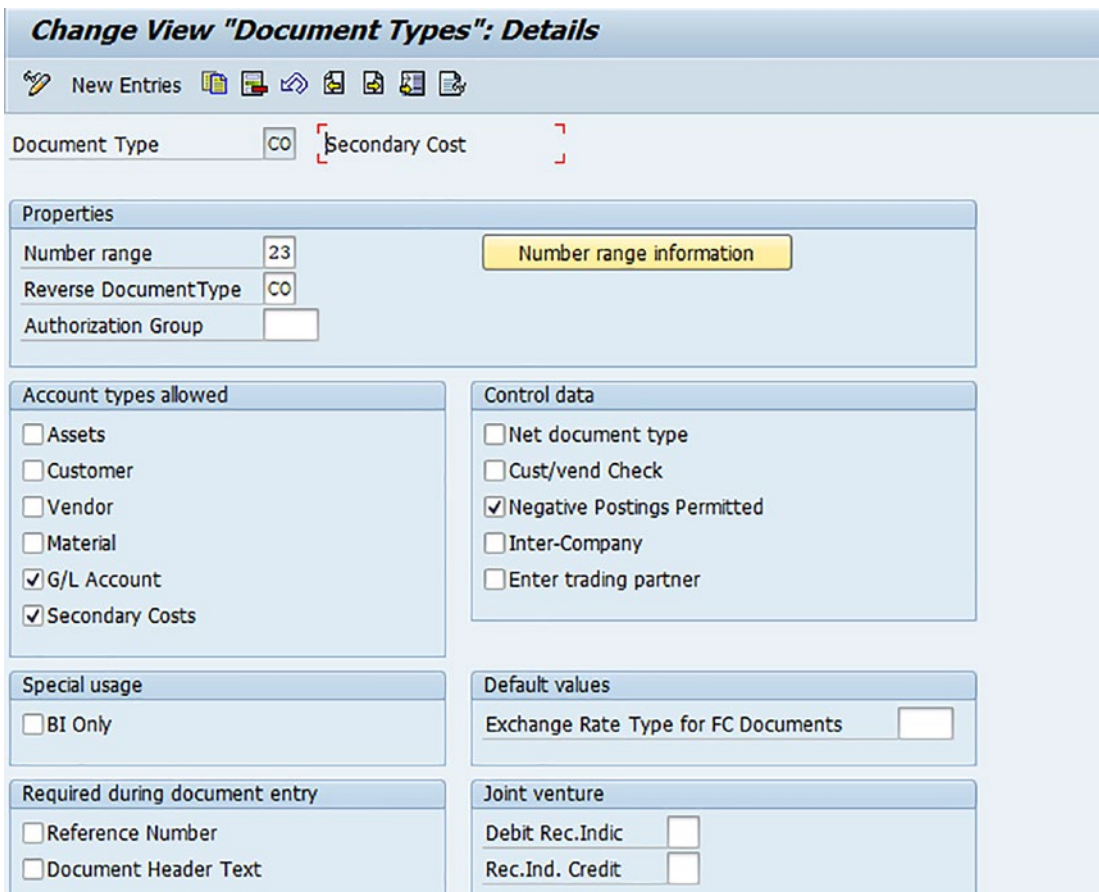 Change View "Document Types": Details
New Entries
Document Type CO Secondary Cost
Properties
Number range 23 Number range information
Reverse DocumentType CO
Authorization Group
Account types allowed
Assets
Customer
Vendor
Material
G/L Account
Secondary Costs
Control data
Net document type
Cust/vend Check
Negative Postings Permitted
Inter-Company
Enter trading partner
Special usage
BI Only
Default values
Exchange Rate Type for FC Documents
Required during document entry
Reference Number
Document Header Text
Joint venture
Debit Rec.Indic
Rec.Ind. Credit